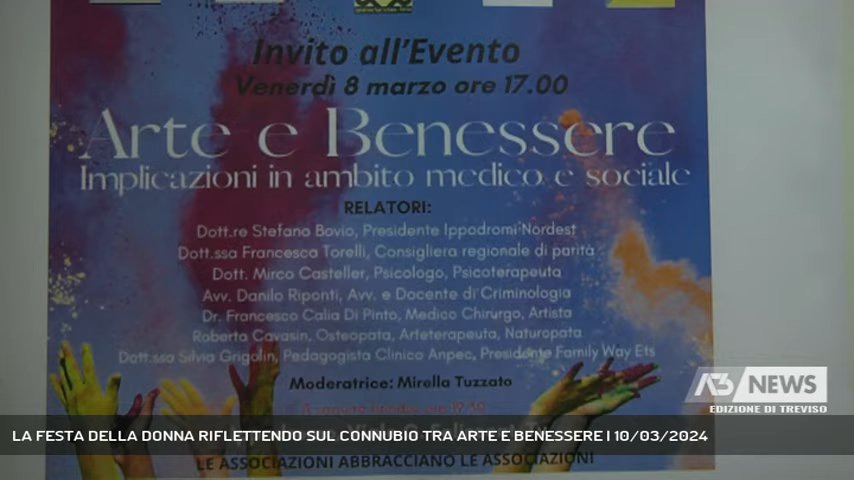 Invito all'Evento
Venerdì 8 marzo ore 17.00
Arte e Benessere
Implicazioni in ambito medico e sociale
RELATORI:
Dott.re Stefano Bovio, Presidente Ippodromi Nordest
Dott.ssa Francesca Torelli, Consigliera regionale di parità
Dott. Mirco Casteller, Psicologo, Psicoterapeuta
Avv. Danilo Riponti, Avv. e Docente di Criminologia
Dr. Francesco Calia Di Pinto, Medico Chirurgo, Artista
Roberta Cavasin, Osteopata, Arteterapeuta, Naturopata
Dott.ssa Silvia Grigolin, Pedagogista Clinico Anpec, Presidente Family Way Ets
Moderatrice: Mirella Tuzzato
A3 NEWS
EDIZIONE DI TREVISO
LA FESTA DELLA DONNA RIFLETTENDO SUL CONNUBIO TRA ARTE E BENESSERE | 10/03/2024
LE ASSOCIAZIONI ABBRACCIANO LE ASSOCIAZIONI